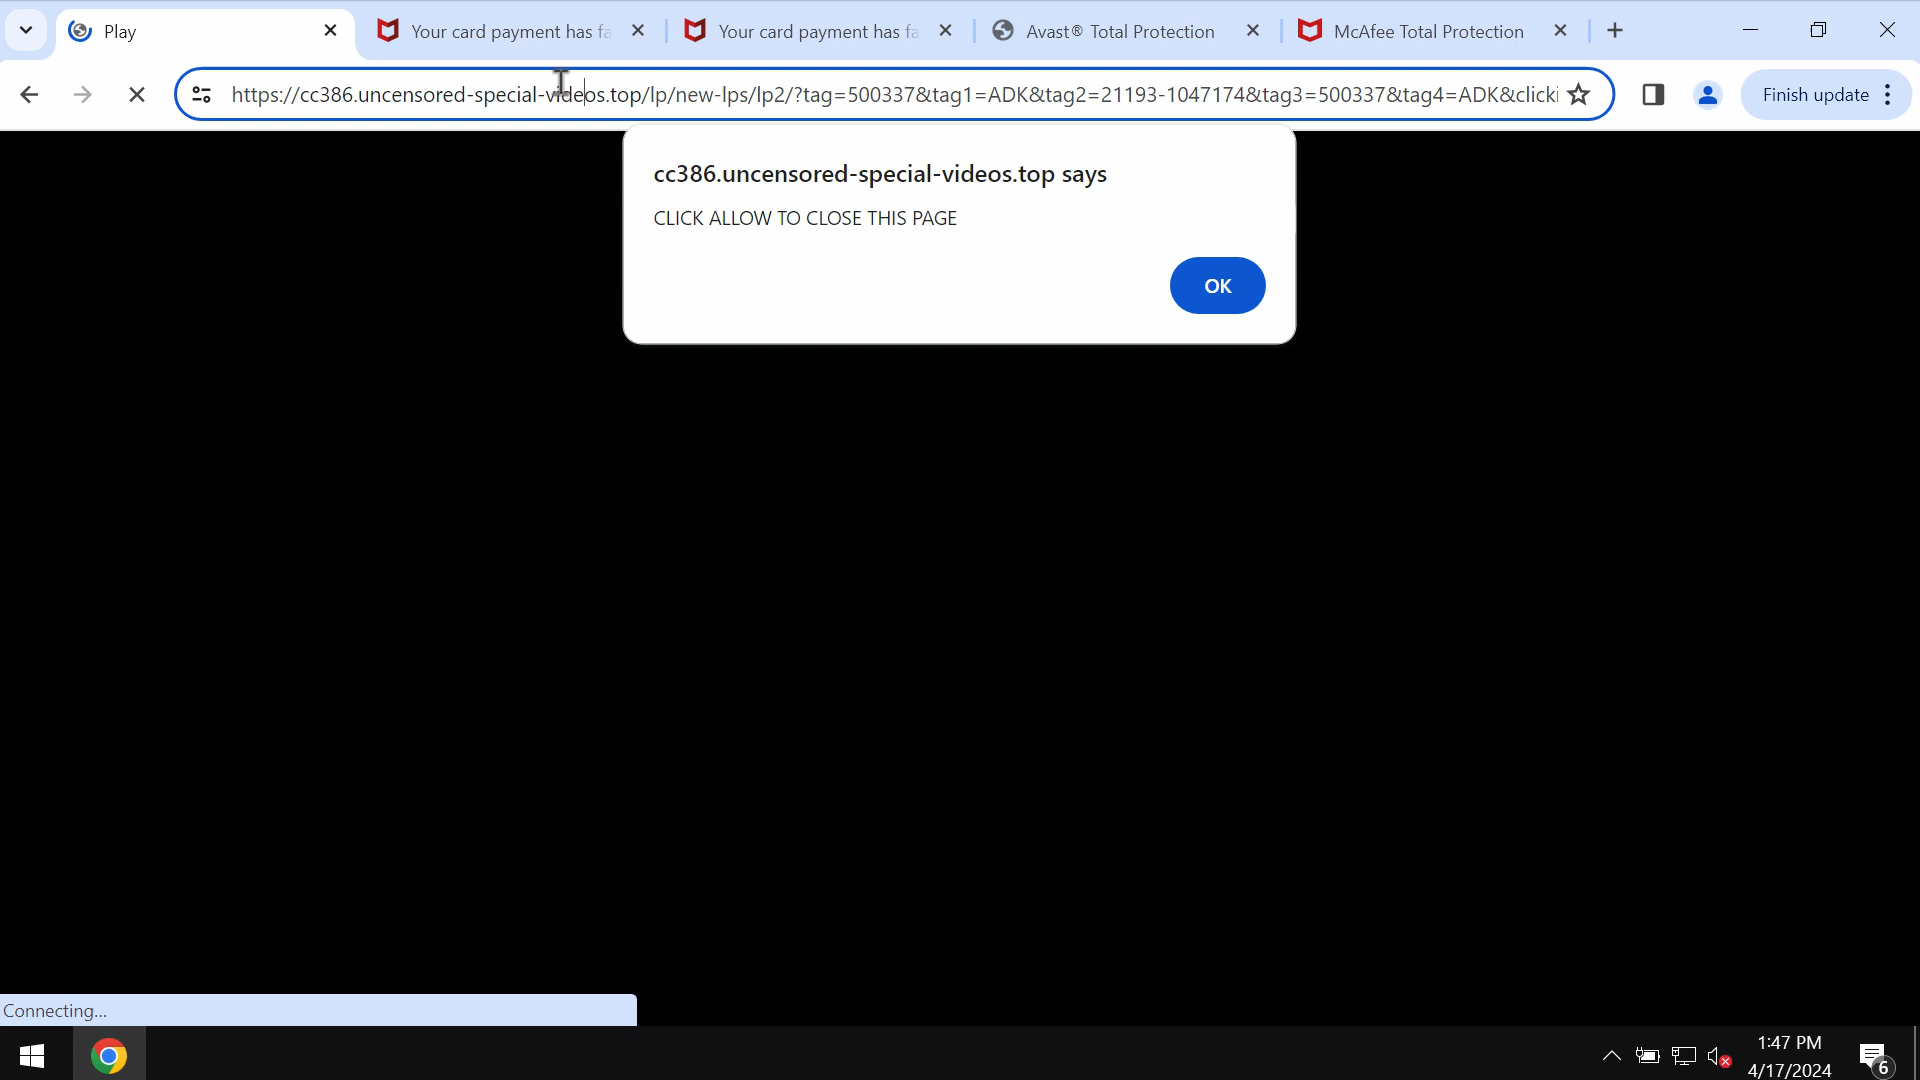 Play
Your card payment has fa
Your card payment has fa
Avast® Total Protection
McAfee Total Protection
https://cc386.uncensored-special-videos.top/lp/new-lps/lp2/?tag=500337&tag1=ADK&tag2=21193-1047174&tag3=500337&tag4=ADK&clicki
Finish update
cc386.uncensored-special-videos.top says
CLICK ALLOW TO CLOSE THIS PAGE
OK
Connecting...
1:47 PM
4/17/2024
6